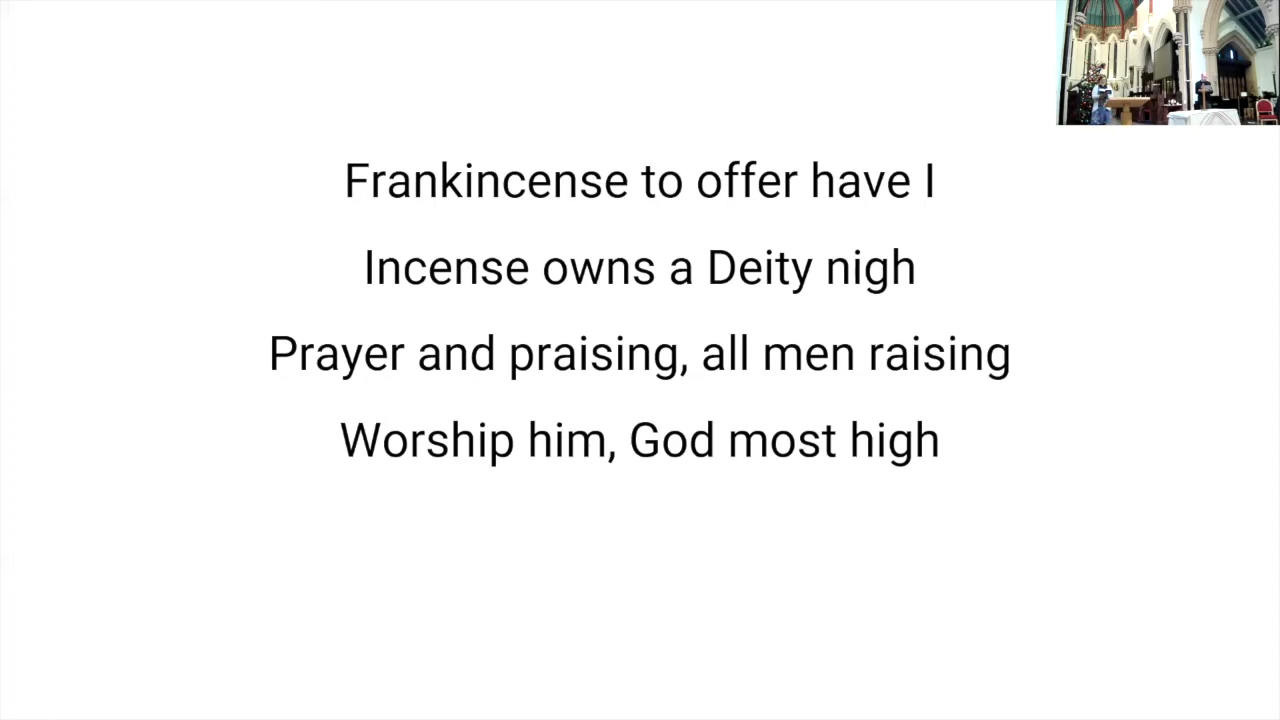 Frankincense to offer have I
Incense owns a Deity nigh
Prayer and praising, all men raising
Worship him, God most high